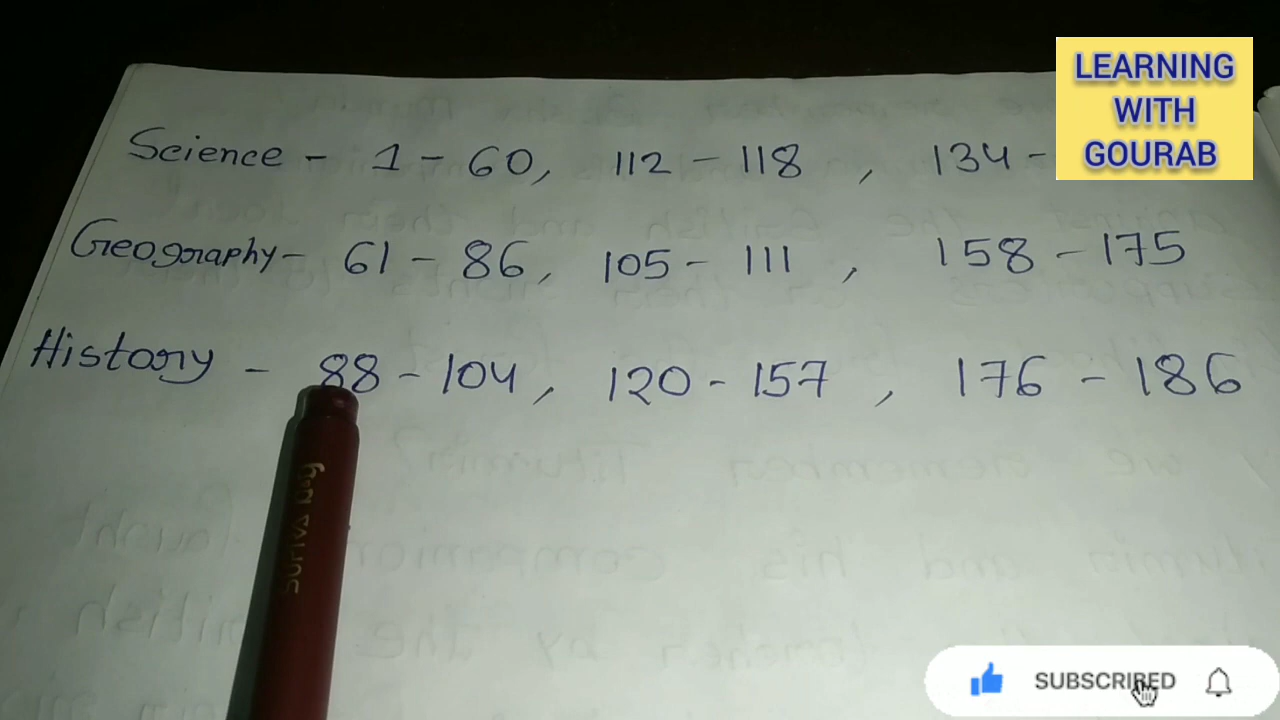 LEARNING
WITH
GOURAB
Science - 1 - 60, 112 - 118 , 134 -
Geography - 61 - 86, 105 - 111 , 158 - 175
History - 88 - 104 , 120 - 157 , 176 - 186
SUBSCRIBED